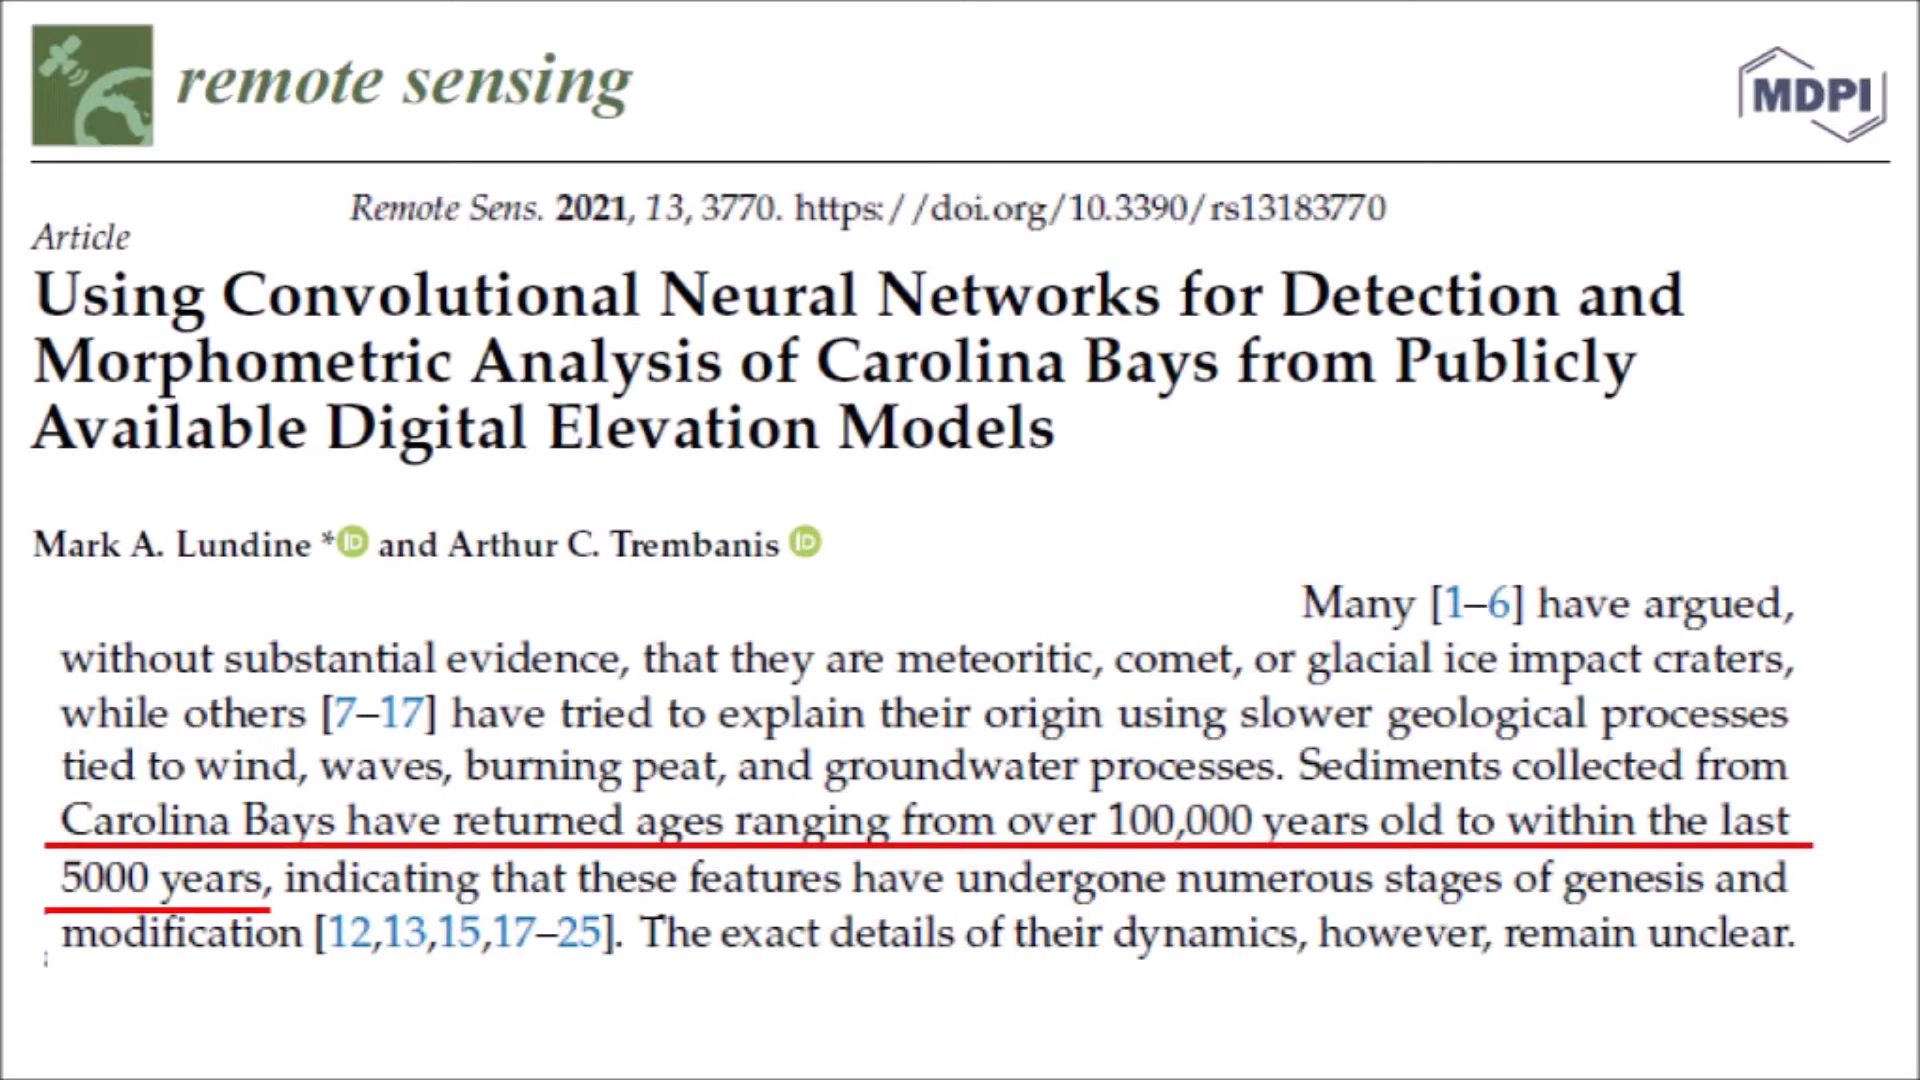 remote sensing
MDPI
Remote Sens. 2021, 13, 3770. https://doi.org/10.3390/rs13183770
Article
Using Convolutional Neural Networks for Detection and
Morphometric Analysis of Carolina Bays from Publicly
Available Digital Elevation Models
Mark A. Lundine * iD and Arthur C. Trembanis iD
Many [1–6] have argued,
without substantial evidence, that they are meteoritic, comet, or glacial ice impact craters,
while others [7–17] have tried to explain their origin using slower geological processes
tied to wind, waves, burning peat, and groundwater processes. Sediments collected from
Carolina Bays have returned ages ranging from over 100,000 years old to within the last
5000 years, indicating that these features have undergone numerous stages of genesis and
modification [12,13,15,17–25]. The exact details of their dynamics, however, remain unclear.